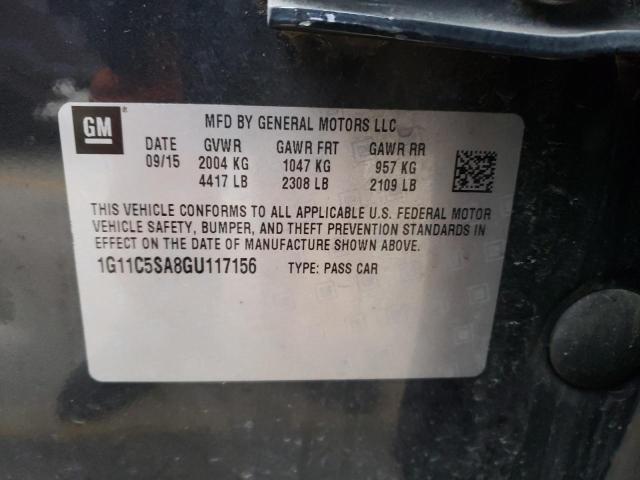 GM
MFD BY GENERAL MOTORS LLC
DATE GVWR GAWR FRT GAWR RR
09/15 2004 KG 1047 KG 957 KG
4417 LB 2308 LB 2109 LB
THIS VEHICLE CONFORMS TO ALL APPLICABLE U.S. FEDERAL MOTOR
VEHICLE SAFETY, BUMPER, AND THEFT PREVENTION STANDARDS IN
EFFECT ON THE DATE OF MANUFACTURE SHOWN ABOVE.
1G11C5SA8GU117156 TYPE: PASS CAR